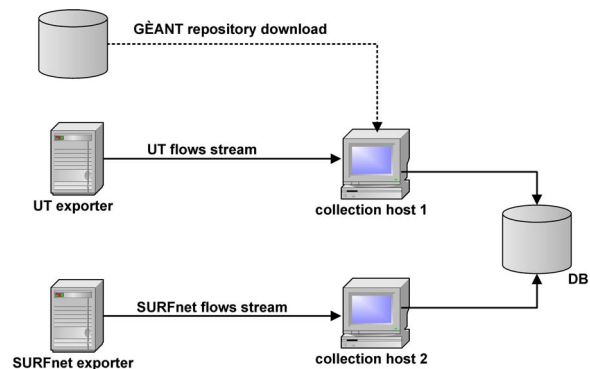 GÈANT repository download
UT flows stream
UT exporter
collection host 1
DB
SURFnet flows stream
SURFnet exporter
collection host 2